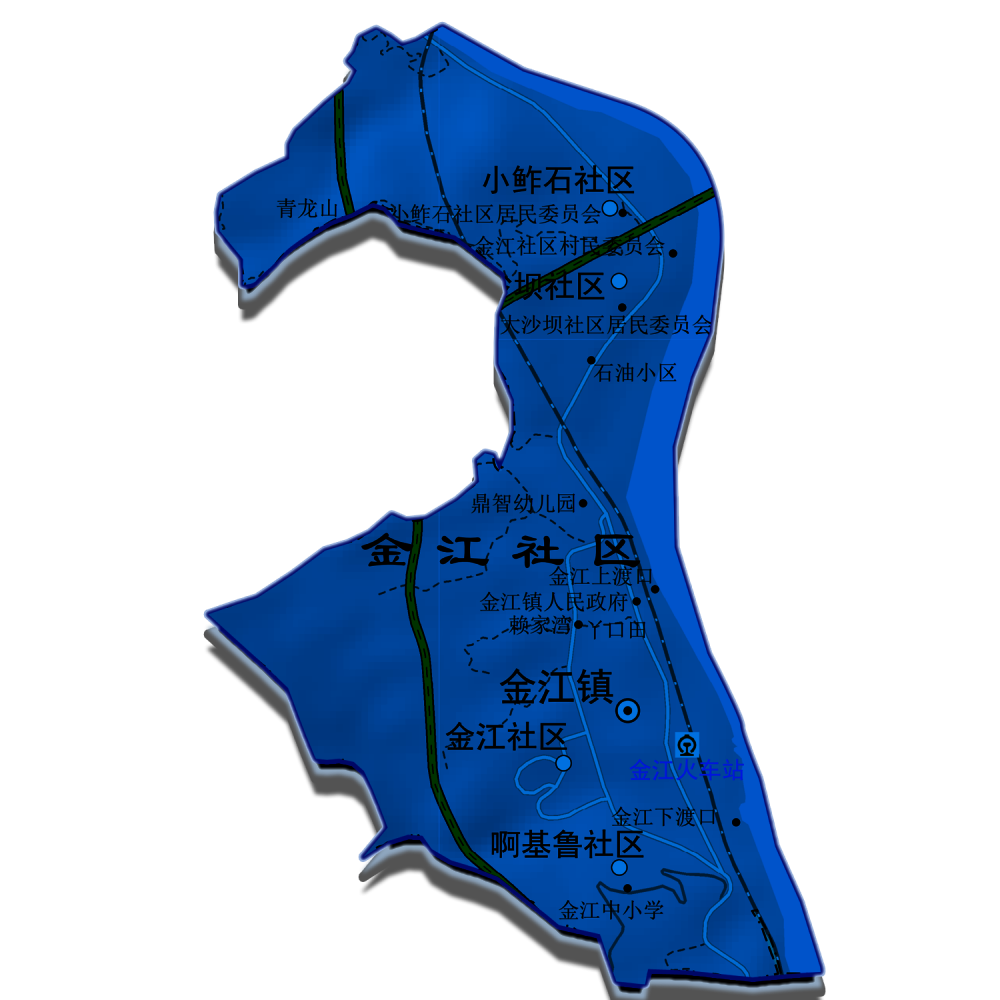 小鲊石社区
青龙山
小鲊石社区居民委员会
金江社区村民委员会
坝社区
大沙坝社区居民委员会
石油小区
鼎智幼儿园
金江社区
金江上渡口
金江镇人民政府
赖家湾
丫口田
金江镇
金江社区
金江火车站
金江下渡口
啊基鲁社区
金江中小学